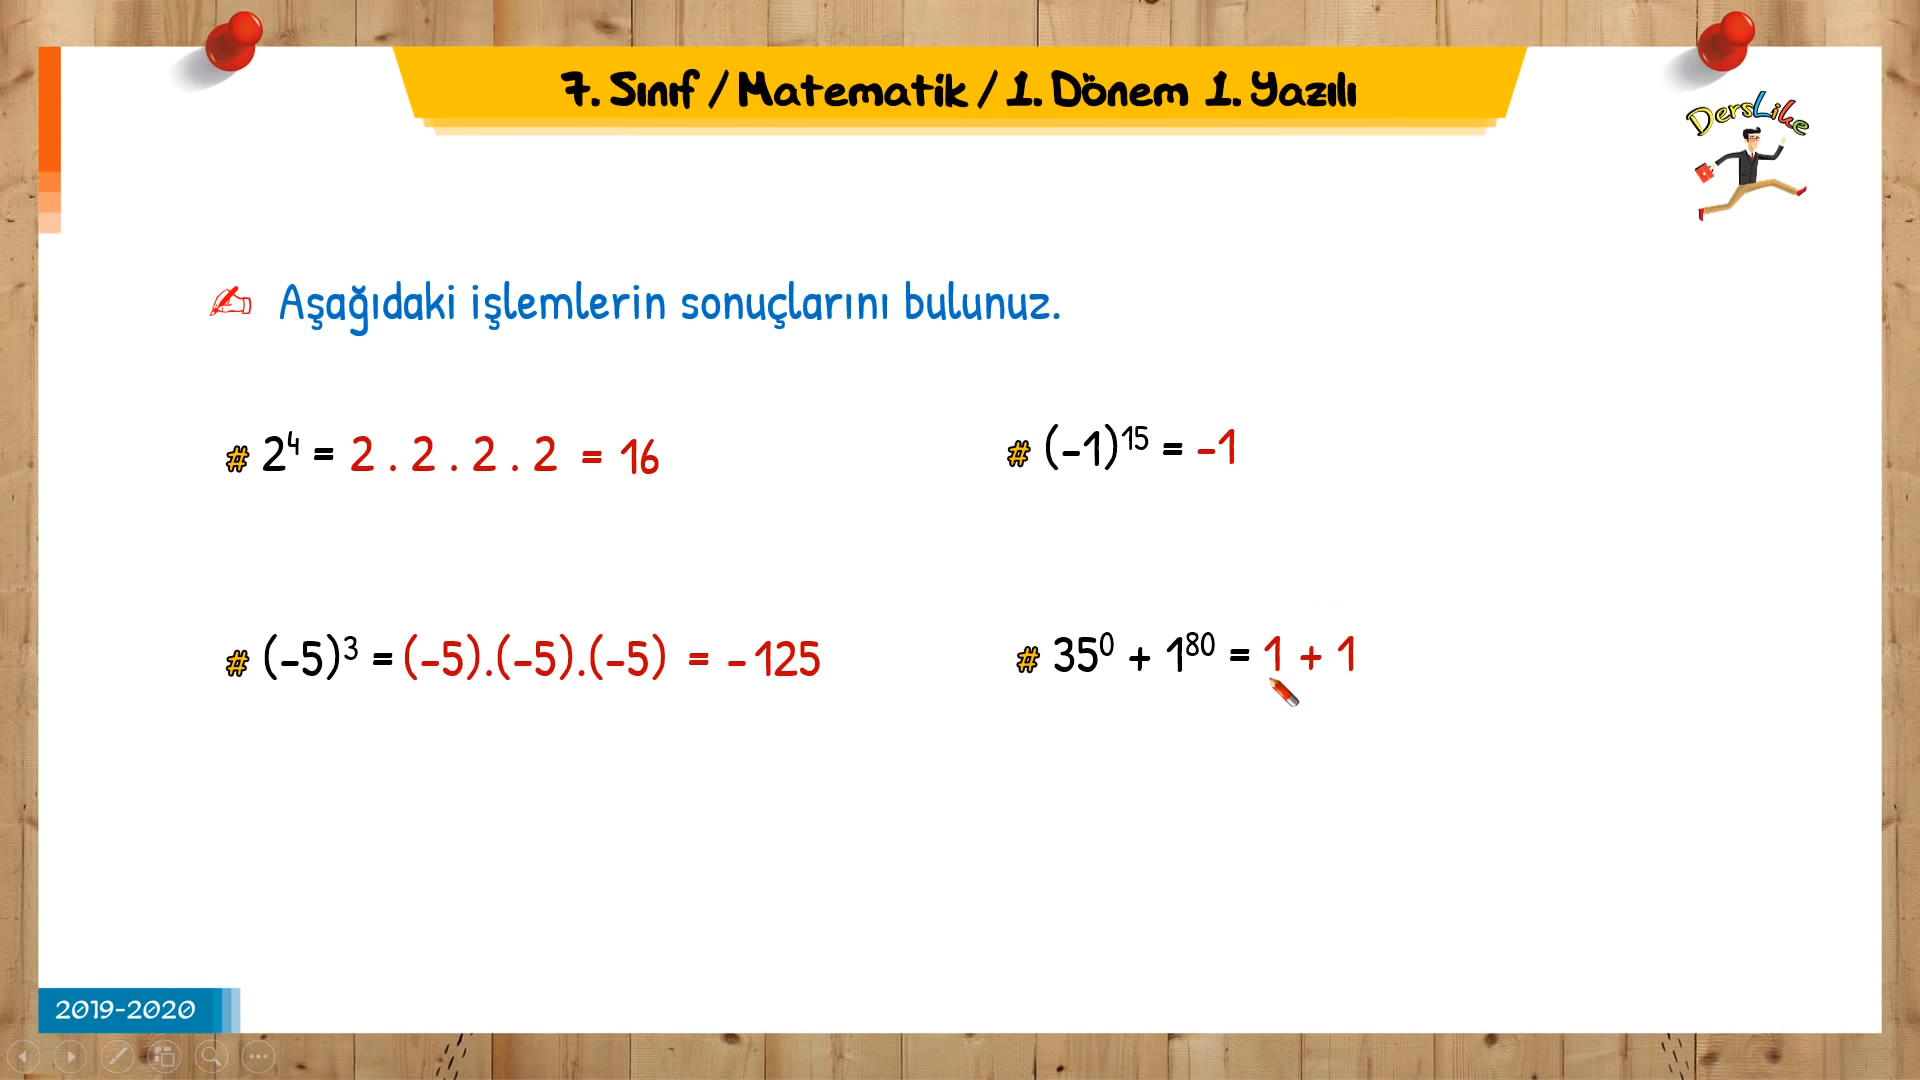 7. Sınıf / Matematik / 1. Dönem 1. Yazılı
DersLike
Aşağıdaki işlemlerin sonuçlarını bulunuz.
# 2⁴ = 2 . 2 . 2 . 2 = 16
# (-1)¹⁵ = -1
# (-5)³ = (-5).(-5).(-5) = -125
# 35⁰ + 1⁸⁰ = 1 + 1
2019-2020